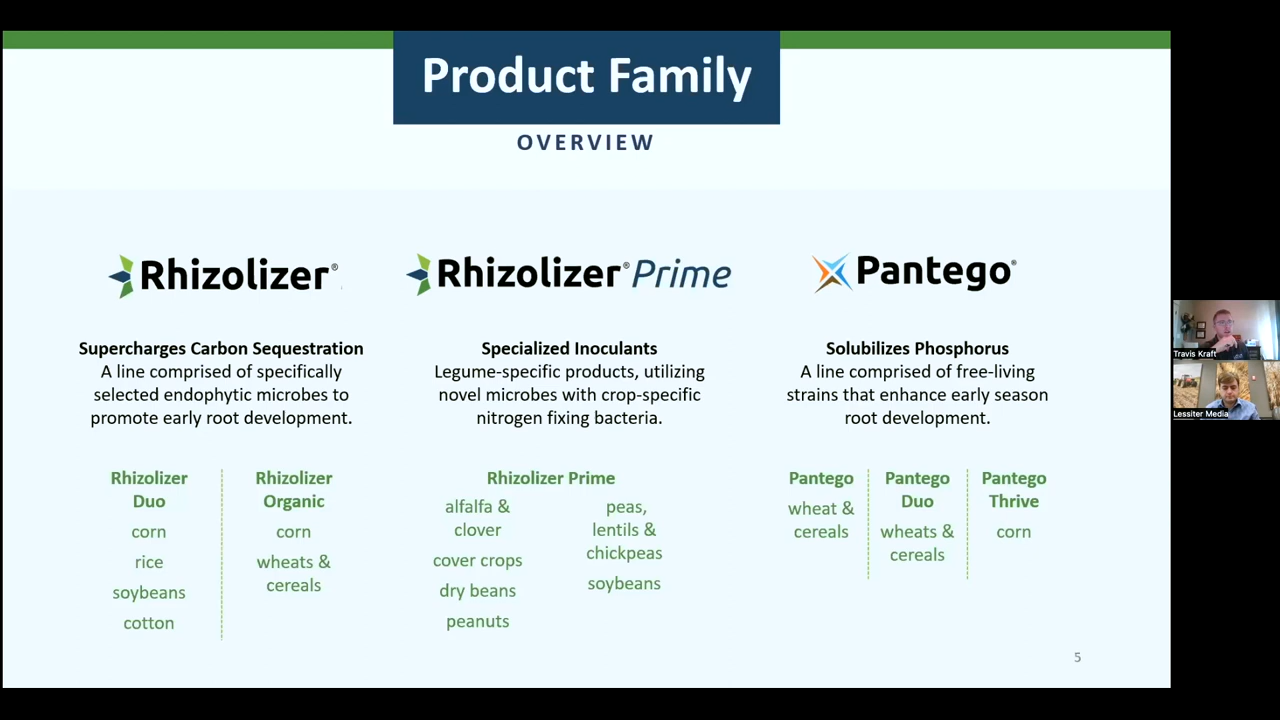 Product Family
OVERVIEW
Rhizolizer®
Rhizolizer® Prime
Pantego®
Supercharges Carbon Sequestration
A line comprised of specifically
selected endophytic microbes to
promote early root development.
Specialized Inoculants
Legume-specific products, utilizing
novel microbes with crop-specific
nitrogen fixing bacteria.
Solubilizes Phosphorus
A line comprised of free-living
strains that enhance early season
root development.
Rhizolizer
Duo
corn
rice
soybeans
cotton
Rhizolizer
Organic
corn
wheats &
cereals
Rhizolizer Prime
alfalfa &
clover
cover crops
dry beans
peanuts
peas,
lentils &
chickpeas
soybeans
Pantego
wheat &
cereals
Pantego
Duo
wheats &
cereals
Pantego
Thrive
corn
5
Travis Kraft
Lessiter Media